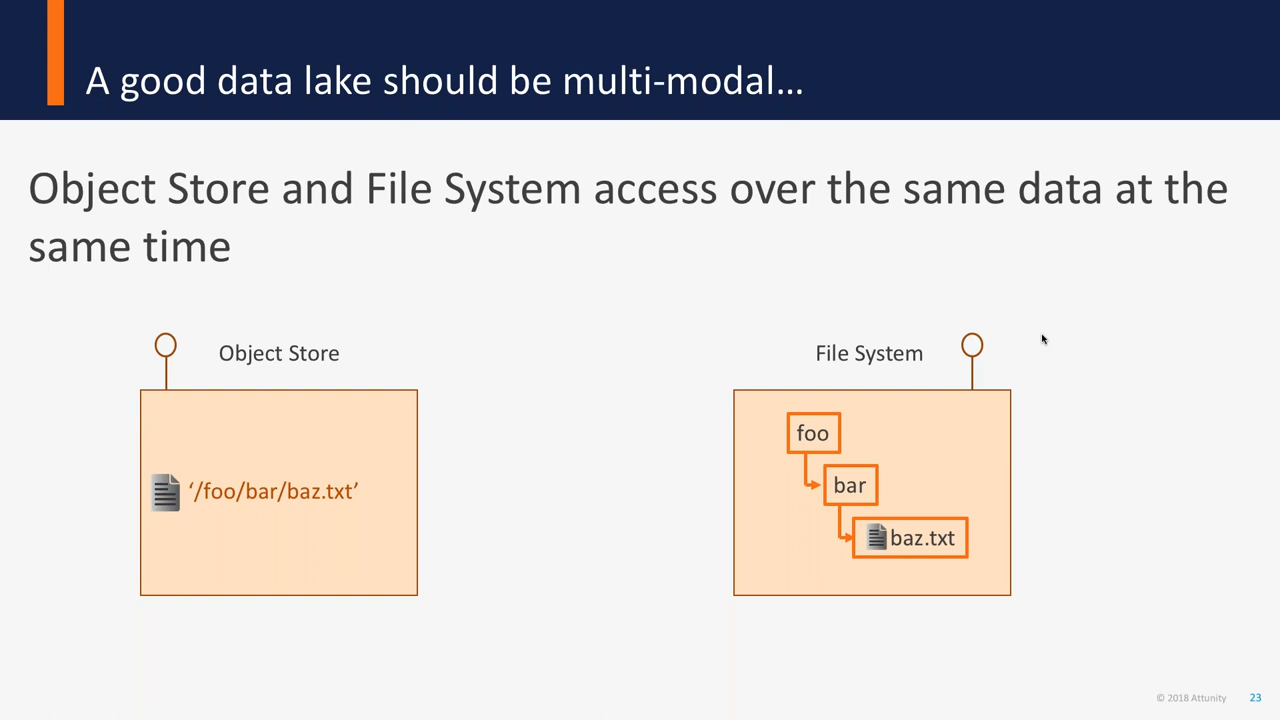 A good data lake should be multi-modal...
Object Store and File System access over the same data at the
same time
Object Store
File System
‘/foo/bar/baz.txt’
foo
bar
baz.txt
© 2018 Attunity
23